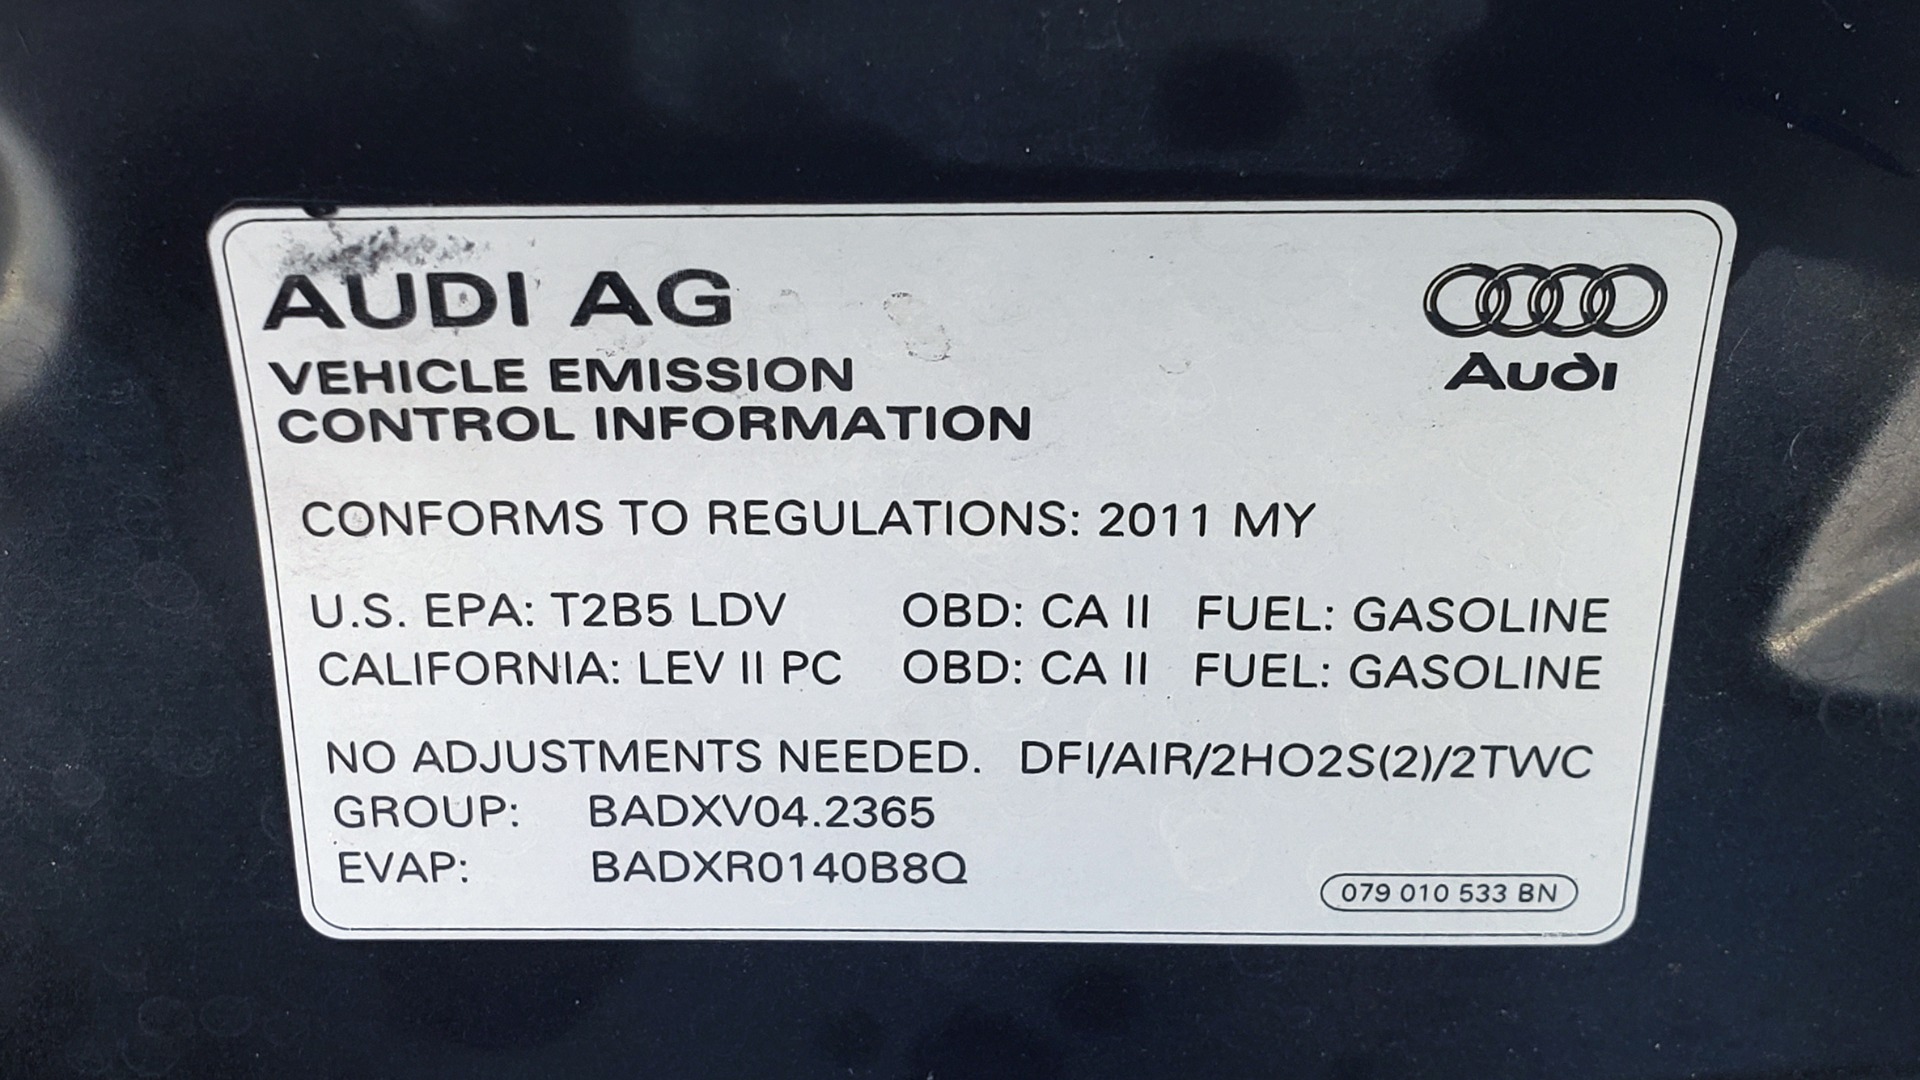 AUDI AG
Audi
VEHICLE EMISSION
CONTROL INFORMATION
CONFORMS TO REGULATIONS: 2011 MY
U.S. EPA: T2B5 LDV OBD: CA II FUEL: GASOLINE
CALIFORNIA: LEV II PC OBD: CA II FUEL: GASOLINE
NO ADJUSTMENTS NEEDED. DFI/AIR/2HO2S(2)/2TWC
GROUP: BADXV04.2365
EVAP: BADXR0140B8Q
079 010 533 BN